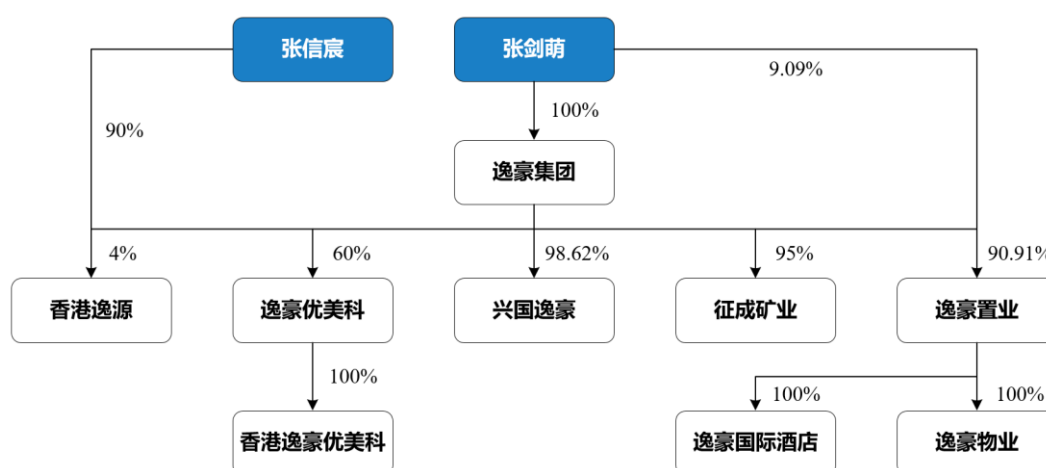 张信宸
张剑萌
9.09%
90%
100%
逸豪集团
4%
60%
98.62%
95%
90.91%
香港逸源
逸豪优美科
兴国逸豪
征成矿业
逸豪置业
100%
100%
100%
香港逸豪优美科
逸豪国际酒店
逸豪物业